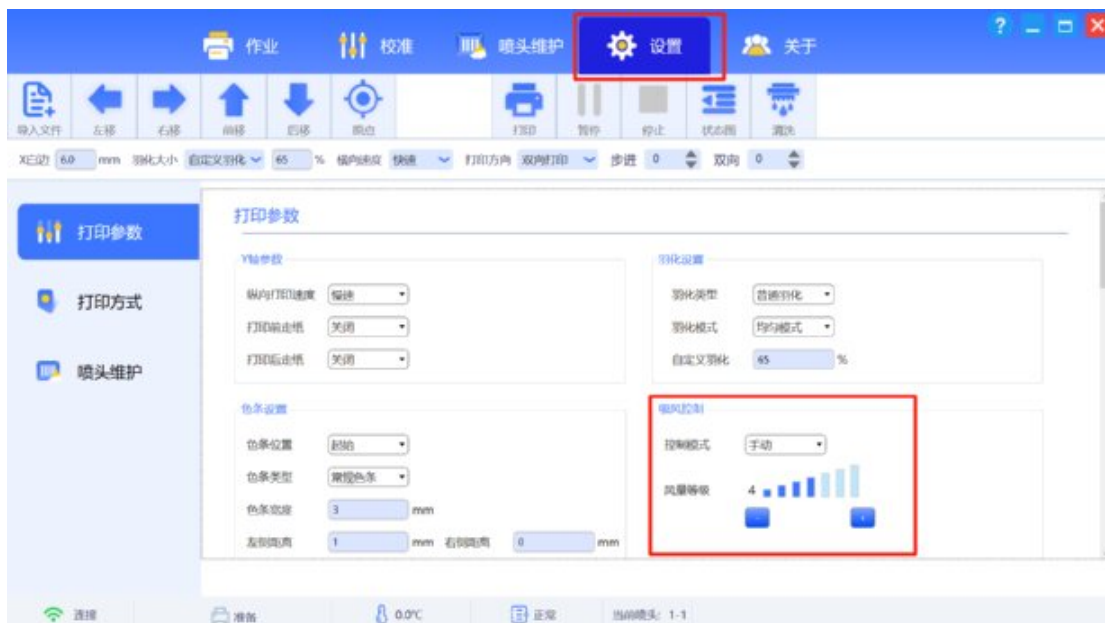 作业 校准 喷头维护 设置 关于 ?
导入文件 左移 右移 前移 后移 原点 打印 暂停 停止 状态图 清洗
X左边 6.0 mm 羽化大小 自定义羽化 65 % 横向速度 快速 打印方向 双向打印 步进 0 双向 0
打印参数
打印方式
喷头维护
打印参数
Y轴参数
纵向打印速度 慢速
打印前走纸 关闭
打印后走纸 关闭
羽化设置
羽化类型 普通羽化
羽化模式 均匀模式
自定义羽化 65 %
色条设置
色条位置 起始
色条类型 常规色条
色条宽度 3 mm
左侧距离 1 mm 右侧距离 0 mm
吸风控制
控制模式 手动
风量等级 4
- +
连接 准备 0.0℃ 正常 当前喷头: 1-1